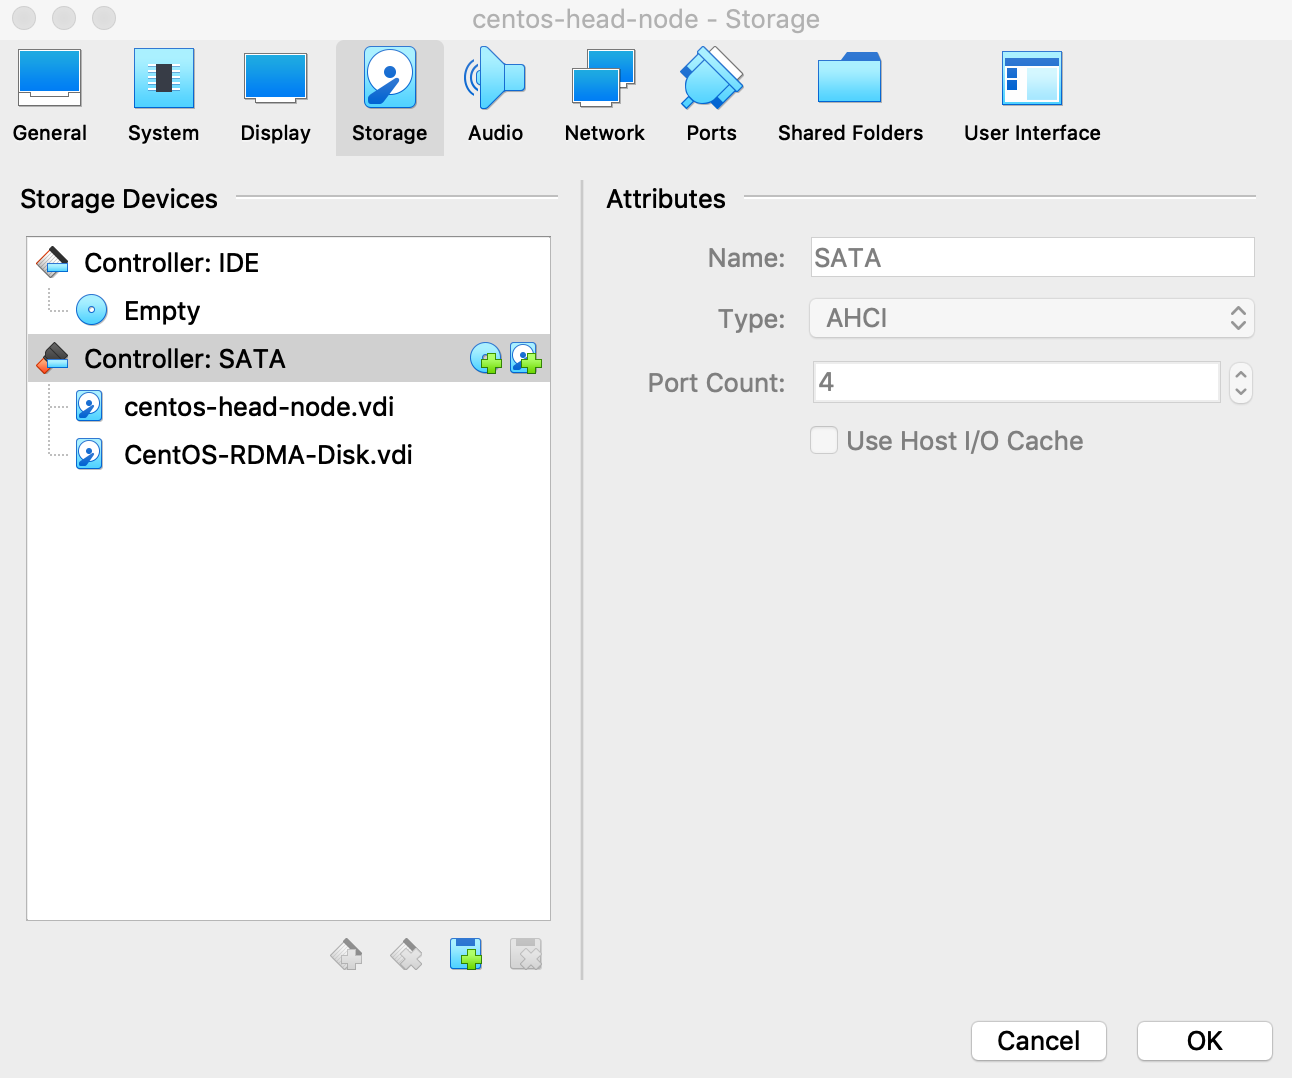 centos-head-node - Storage
General
System
Display
Storage
Audio
Network
Ports
Shared Folders
User Interface
Storage Devices
Controller: IDE
Empty
Controller: SATA
centos-head-node.vdi
CentOS-RDMA-Disk.vdi
Attributes
Name: SATA
Type: AHCI
Port Count: 4
Use Host I/O Cache
Cancel
OK